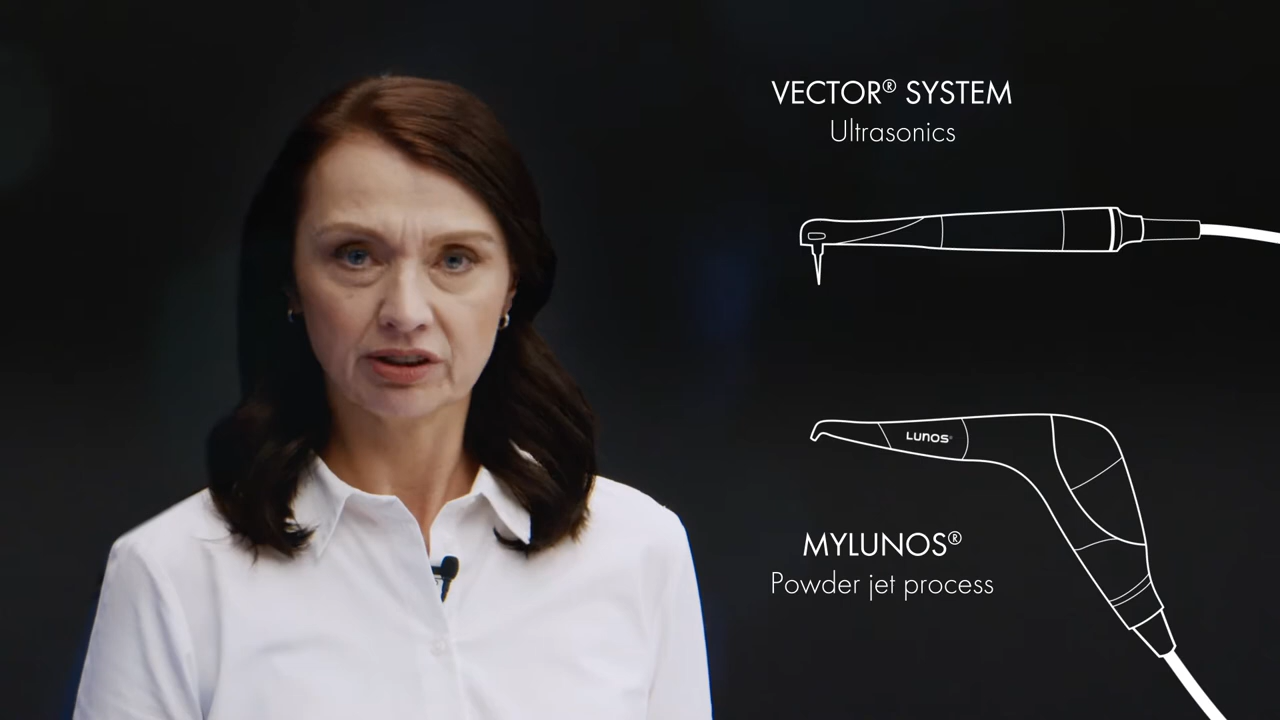 VECTOR® SYSTEM
Ultrasonics
LUNOS®
MYLUNOS®
Powder jet process